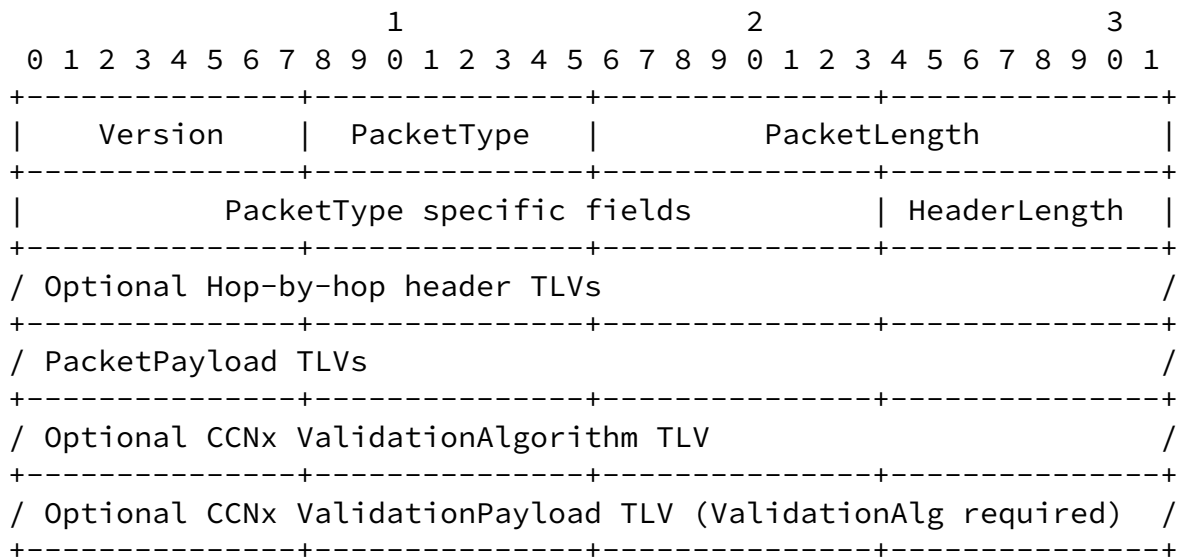 1                   2                   3
 0 1 2 3 4 5 6 7 8 9 0 1 2 3 4 5 6 7 8 9 0 1 2 3 4 5 6 7 8 9 0 1
+---------------+---------------+---------------+---------------+
|    Version    |  PacketType   |         PacketLength          |
+---------------+---------------+---------------+---------------+
|           PacketType specific fields          | HeaderLength  |
+---------------+---------------+---------------+---------------+
/ Optional Hop-by-hop header TLVs                               /
+---------------+---------------+---------------+---------------+
/ PacketPayload TLVs                                            /
+---------------+---------------+---------------+---------------+
/ Optional CCNx ValidationAlgorithm TLV                         /
+---------------+---------------+---------------+---------------+
/ Optional CCNx ValidationPayload TLV (ValidationAlg required)  /
+---------------+---------------+---------------+---------------+